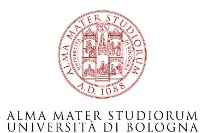 ALMA MATER STUDIORUM
A.D. 1088
ALMA MATER STUDIORUM
UNIVERSITÀ DI BOLOGNA